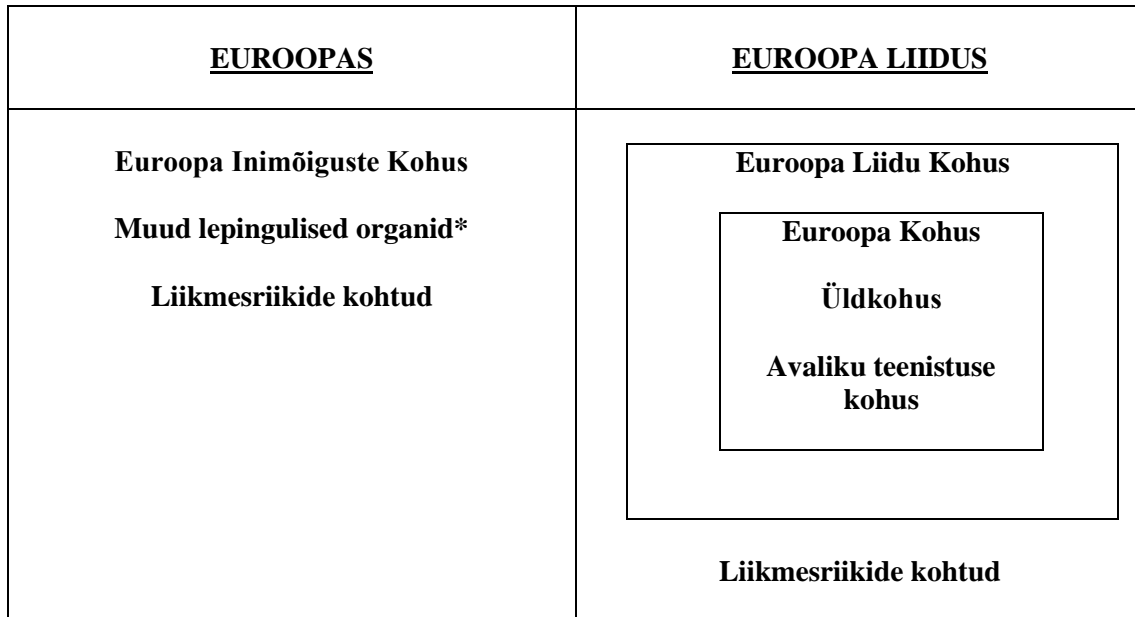 EUROOPAS
EUROOPA LIIDUS
Euroopa Inimõiguste Kohus
Muud lepingulised organid*
Liikmesriikide kohtud
Euroopa Liidu Kohus
Euroopa Kohus
Üldkohus
Avaliku teenistuse
kohus
Liikmesriikide kohtud